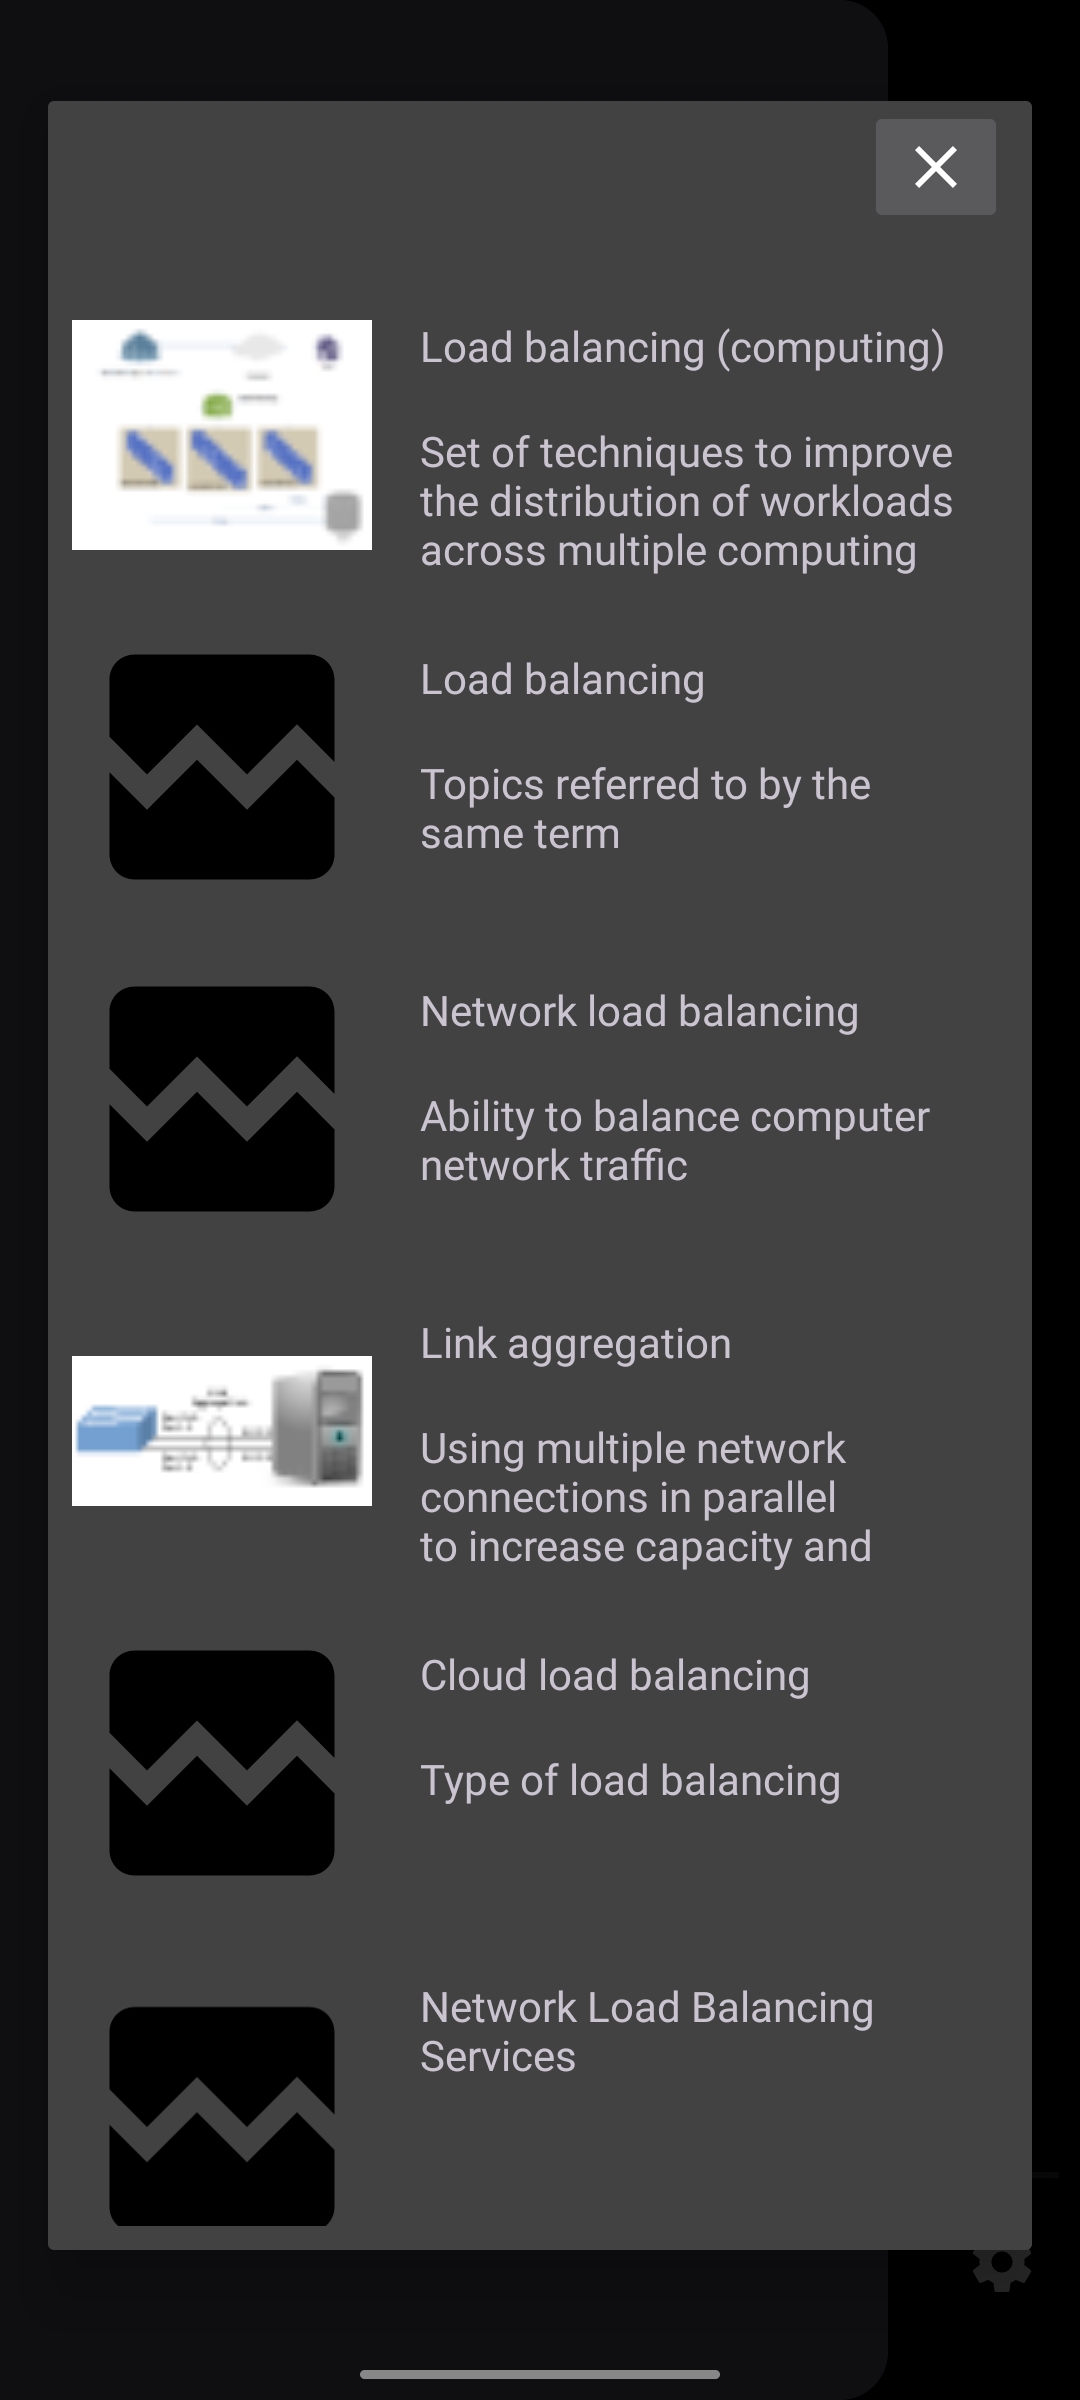 Load balancing (computing)
Set of techniques to improve
the distribution of workloads
across multiple computing
Load balancing
Topics referred to by the
same term
Network load balancing
Ability to balance computer
network traffic
Link aggregation
Using multiple network
connections in parallel
to increase capacity and
Cloud load balancing
Type of load balancing
Network Load Balancing
Services